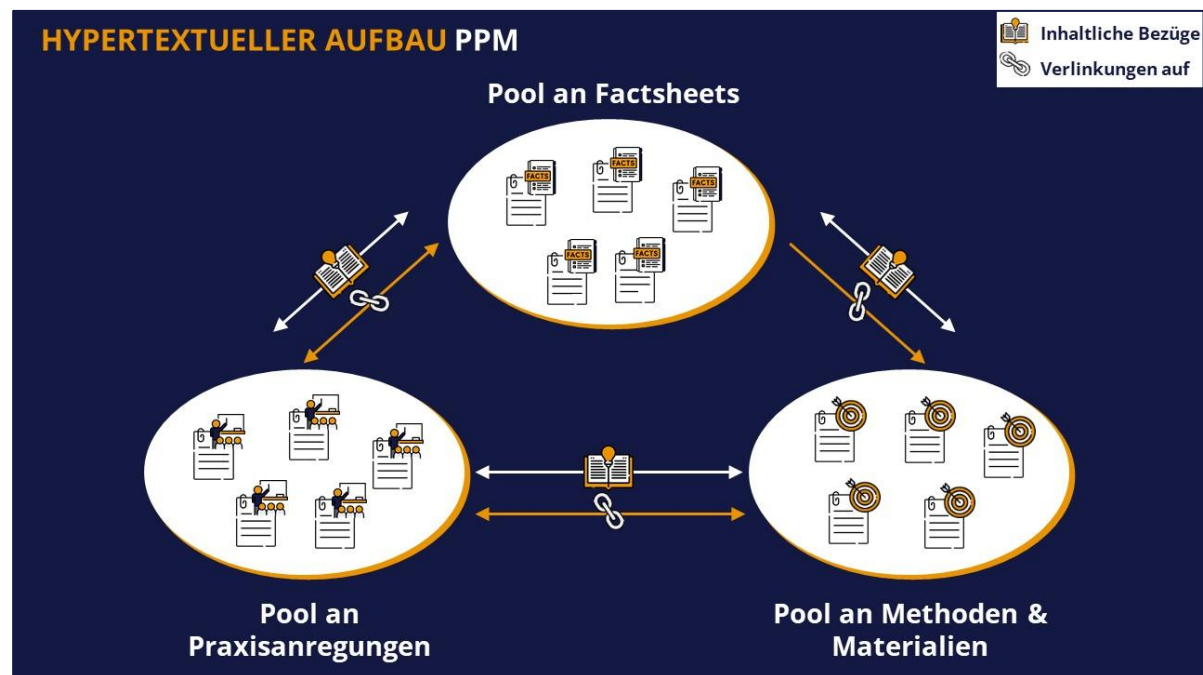 HYPERTEXTUELLER AUFBAU PPM
Inhaltliche Bezüge
Verlinkungen auf
Pool an Factsheets
FACTS
FACTS
FACTS
FACTS
FACTS
Pool an
Praxisanregungen
Pool an Methoden &
Materialien